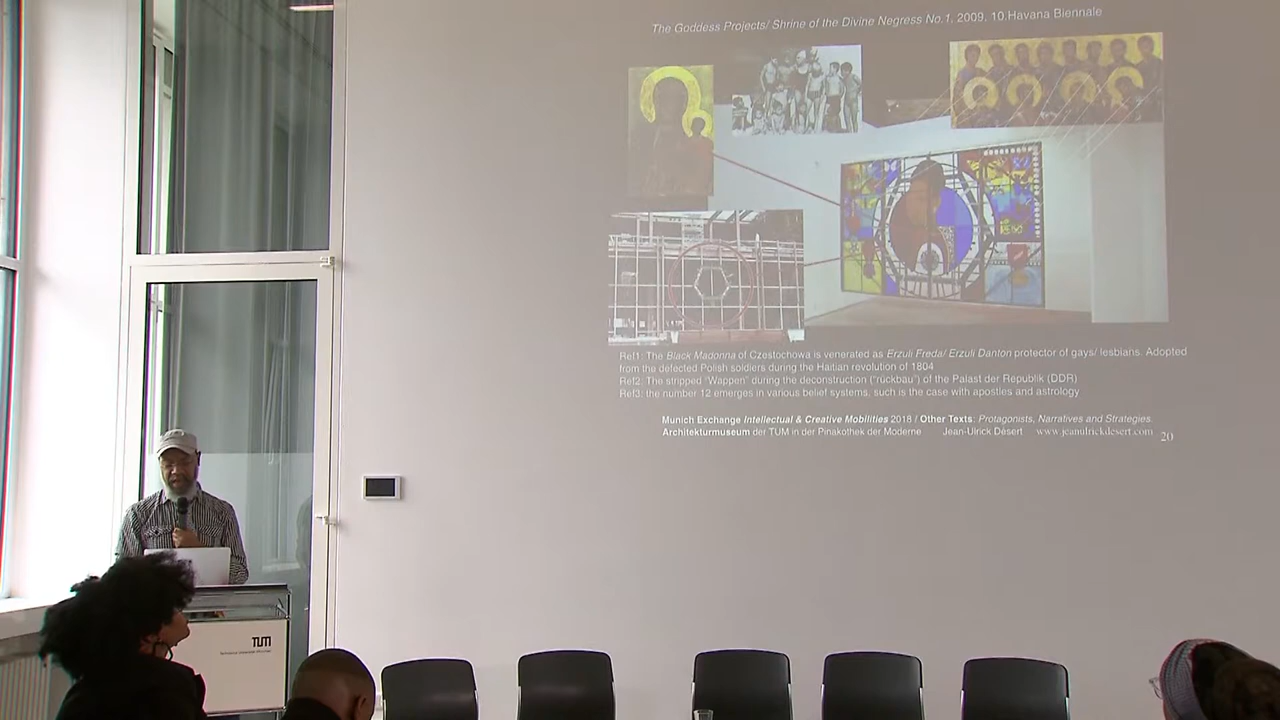 The Goddess Projects/ Shrine of the Divine Negress No.1, 2009, 10.Havana Biennale
Ref1: The Black Madonna of Czestochowa is venerated as Erzuli Freda/ Erzuli Danton protector of gays/ lesbians. Adopted
from the defected Polish soldiers during the Haitian revolution of 1804
Ref2: The stripped "Wappen" during the deconstruction ("rückbau") of the Palast der Republik (DDR)
Ref3: the number 12 emerges in various belief systems, such is the case with apostles and astrology
Munich Exchange Intellectual & Creative Mobilities 2018 / Other Texts: Protagonists, Narratives and Strategies.
Architekturmuseum der TUM in der Pinakothek der Moderne Jean-Ulrick Désert www.jeanulrickdesert.com 20
TUM